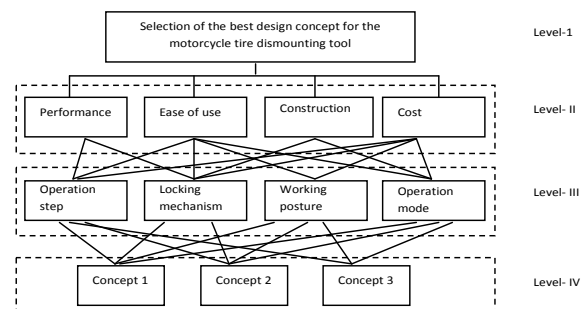 Selection of the best design concept for the
motorcycle tire dismounting tool
Level-1
Performance
Ease of use
Construction
Cost
Level- II
Operation
step
Locking
mechanism
Working
posture
Operation
mode
Level- III
Concept 1
Concept 2
Concept 3
Level- IV